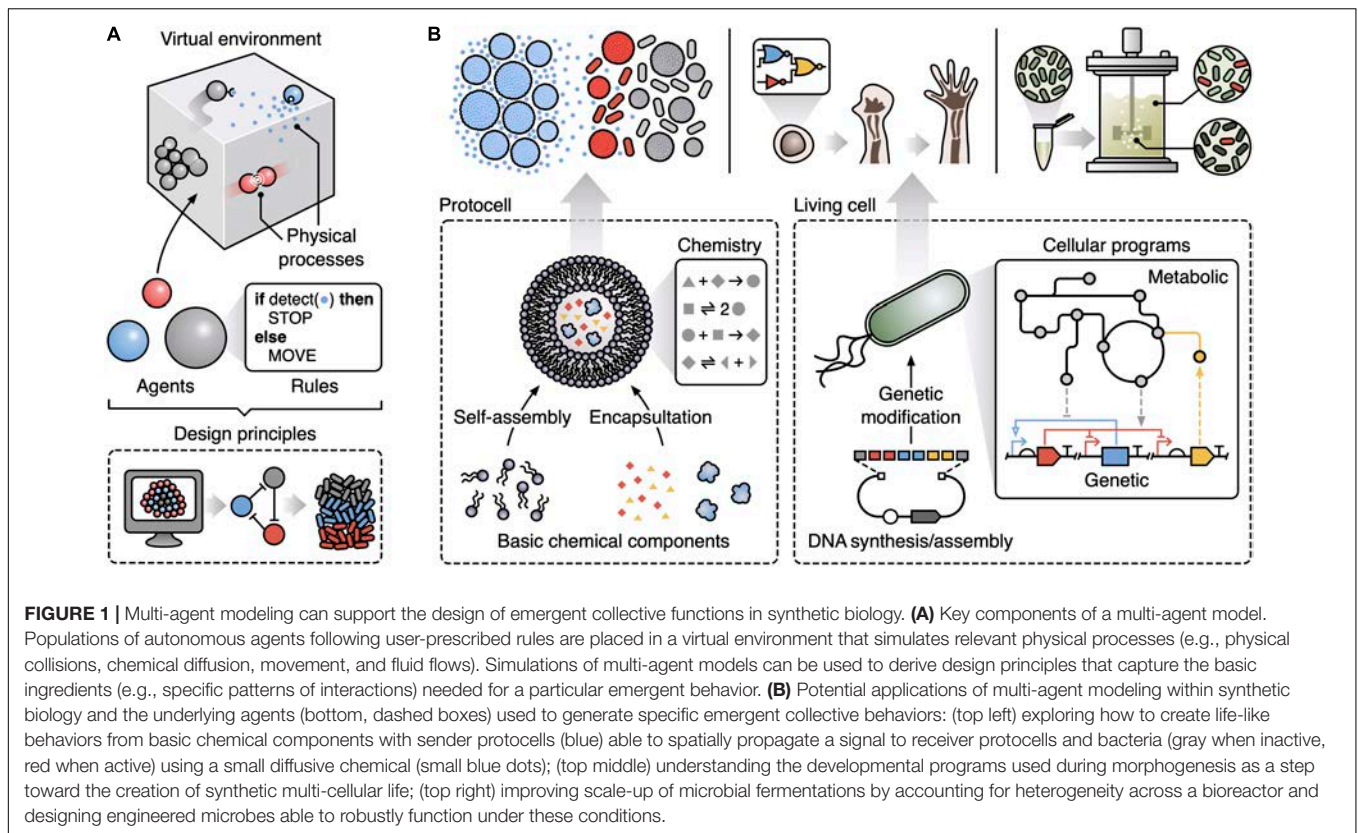 A
Virtual environment
Physical
processes
if detect(●) then
STOP
else
MOVE
Agents
Rules
Design principles
B
Protocell
Chemistry
▲ + ◆ → ●
■ ⇌ 2●
● + ■ → ◆
◆ ⇌ ◀ + ▶
Self-assembly
Encapsultation
Basic chemical components
Living cell
Cellular programs
Metabolic
Genetic
Genetic
modification
DNA synthesis/assembly
FIGURE 1 | Multi-agent modeling can support the design of emergent collective functions in synthetic biology. (A) Key components of a multi-agent model.
Populations of autonomous agents following user-prescribed rules are placed in a virtual environment that simulates relevant physical processes (e.g., physical
collisions, chemical diffusion, movement, and fluid flows). Simulations of multi-agent models can be used to derive design principles that capture the basic
ingredients (e.g., specific patterns of interactions) needed for a particular emergent behavior. (B) Potential applications of multi-agent modeling within synthetic
biology and the underlying agents (bottom, dashed boxes) used to generate specific emergent collective behaviors: (top left) exploring how to create life-like
behaviors from basic chemical components with sender protocells (blue) able to spatially propagate a signal to receiver protocells and bacteria (gray when inactive,
red when active) using a small diffusive chemical (small blue dots); (top middle) understanding the developmental programs used during morphogenesis as a step
toward the creation of synthetic multi-cellular life; (top right) improving scale-up of microbial fermentations by accounting for heterogeneity across a bioreactor and
designing engineered microbes able to robustly function under these conditions.